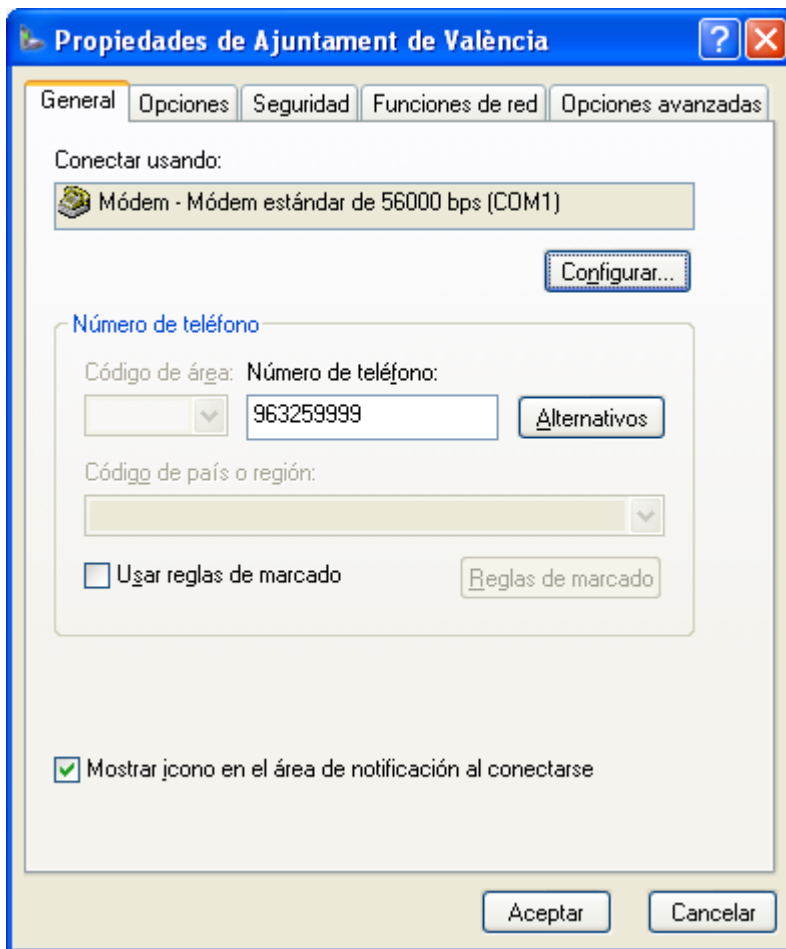 Propiedades de Ajuntament de València
General Opciones Seguridad Funciones de red Opciones avanzadas
Conectar usando:
Módem - Módem estándar de 56000 bps (COM1)
Configurar...
Número de teléfono
Código de área: Número de teléfono:
963259999 Alternativos
Código de país o región:
Usar reglas de marcado Reglas de marcado
Mostrar icono en el área de notificación al conectarse
Aceptar Cancelar